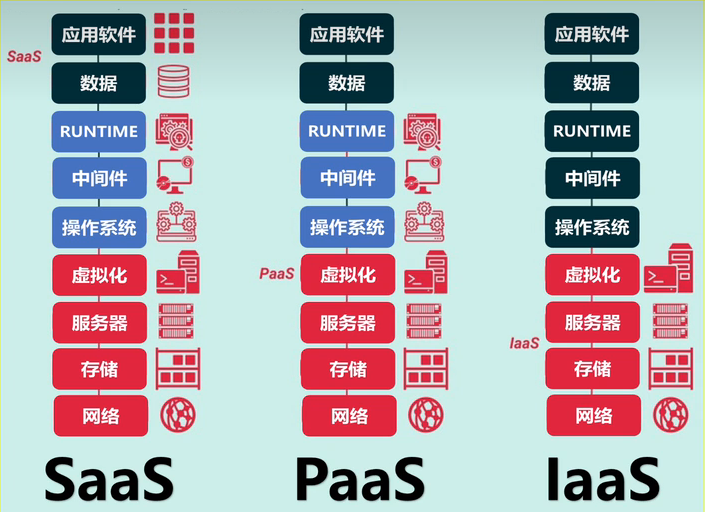 SaaS
应用软件
数据
RUNTIME
中间件
操作系统
虚拟化
服务器
存储
网络
SaaS
PaaS
应用软件
数据
RUNTIME
中间件
操作系统
虚拟化
服务器
存储
网络
PaaS
IaaS
应用软件
数据
RUNTIME
中间件
操作系统
虚拟化
服务器
存储
网络
IaaS